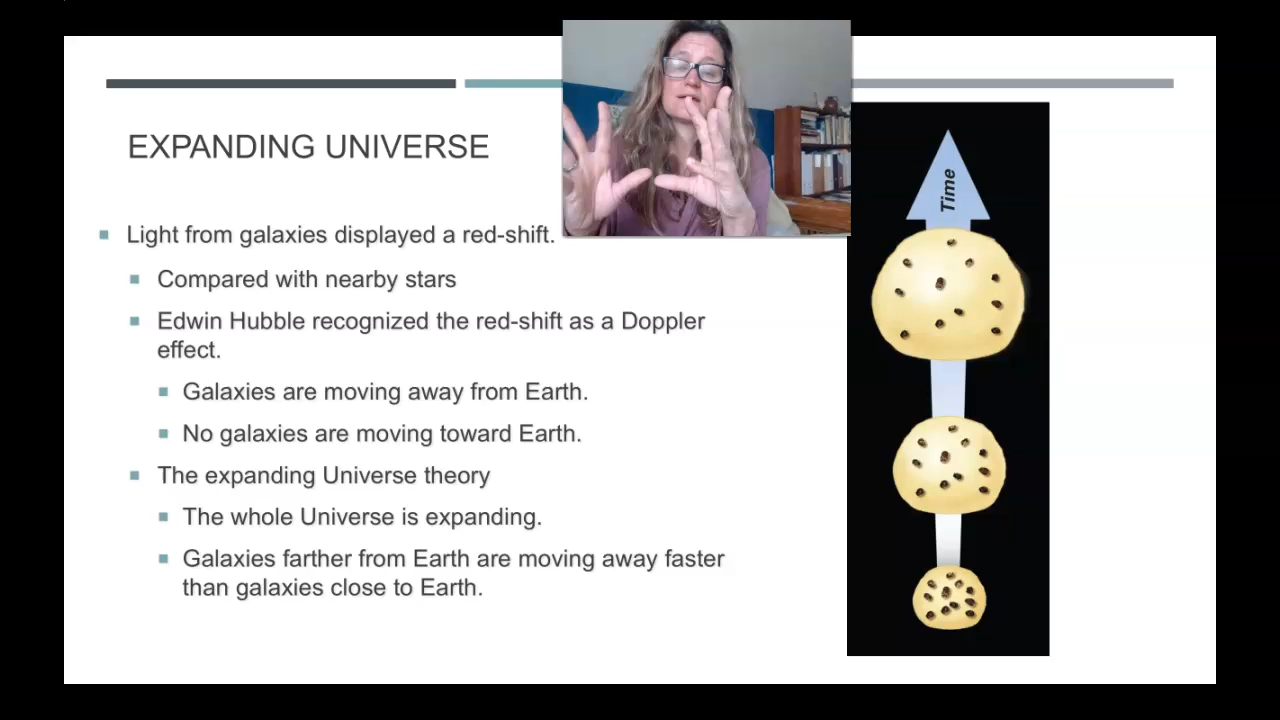 EXPANDING UNIVERSE
Light from galaxies displayed a red-shift.
Compared with nearby stars
Edwin Hubble recognized the red-shift as a Doppler
effect.
Galaxies are moving away from Earth.
No galaxies are moving toward Earth.
The expanding Universe theory
The whole Universe is expanding.
Galaxies farther from Earth are moving away faster
than galaxies close to Earth.
Time